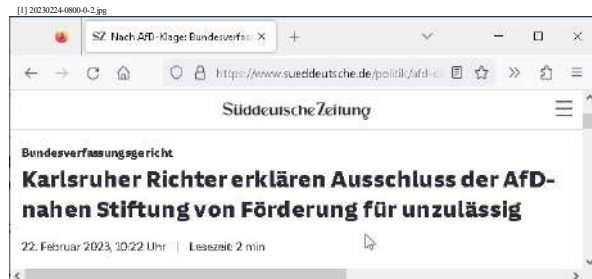 [1] 20230224-0800-0-2.jpg
SZ Nach AfD-Klage: Bundesverfas
https://www.sueddeutsche.de/politik/afd-
Süddeutsche Zeitung
Bundesverfassungsgericht
Karlsruher Richter erklären Ausschluss der AfD-
nahen Stiftung von Förderung für unzulässig
22. Februar 2023, 10:22 Uhr | Lesezeit: 2 min